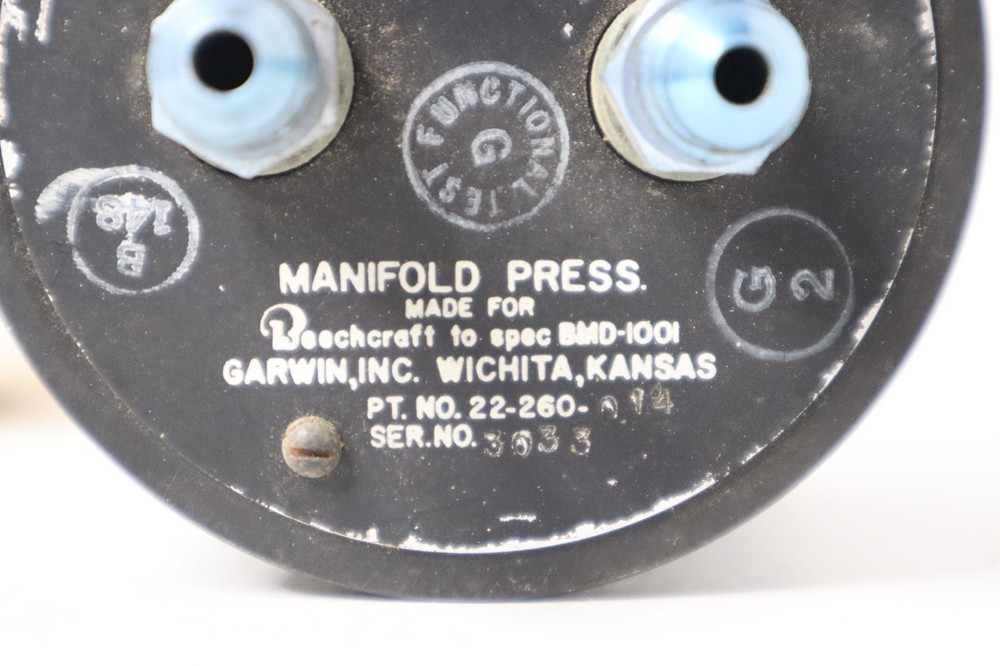 FUNCTIONAL TEST
G
B
148
G
2
MANIFOLD PRESS.
MADE FOR
Beechcraft to spec BMD-1001
GARWIN, INC. WICHITA, KANSAS
PT. NO. 22-260-014
SER. NO. 3033